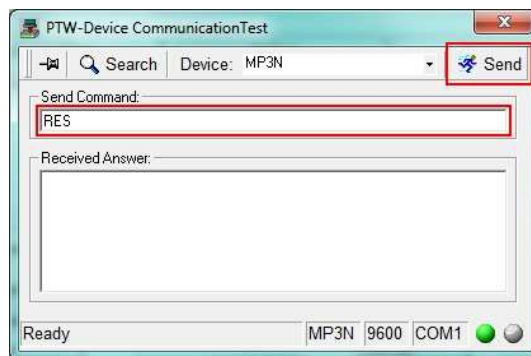 PTW-Device CommunicationTest
Search Device: MP3N Send
Send Command:
RES
Received Answer:
Ready MP3N 9600 COM1